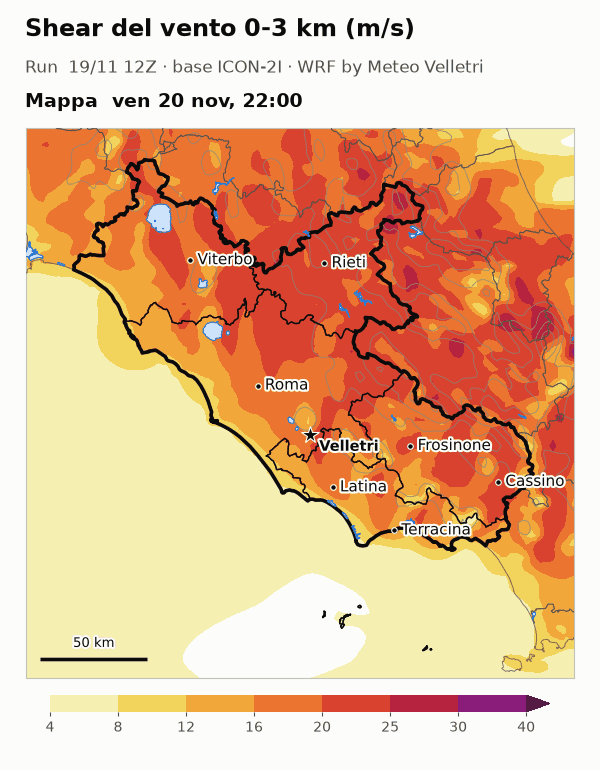 Shear del vento 0-3 km (m/s)
Run  19/11 12Z · base ICON-2I · WRF by Meteo Velletri
Mappa  ven 20 nov, 22:00
Viterbo
Rieti
Roma
Velletri
Frosinone
Latina
Cassino
Terracina
50 km
4 8 12 16 20 25 30 40